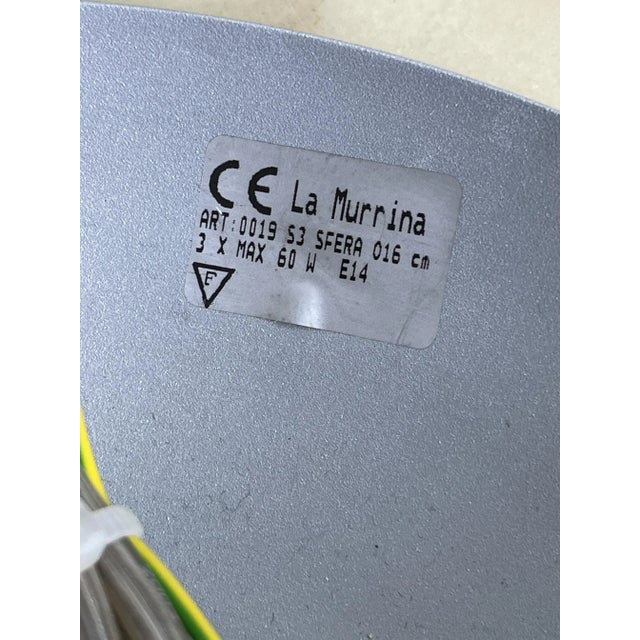 CE La Murrina
ART:0019 S3 SFERA 016 cm
3 X MAX 60 W E14
F